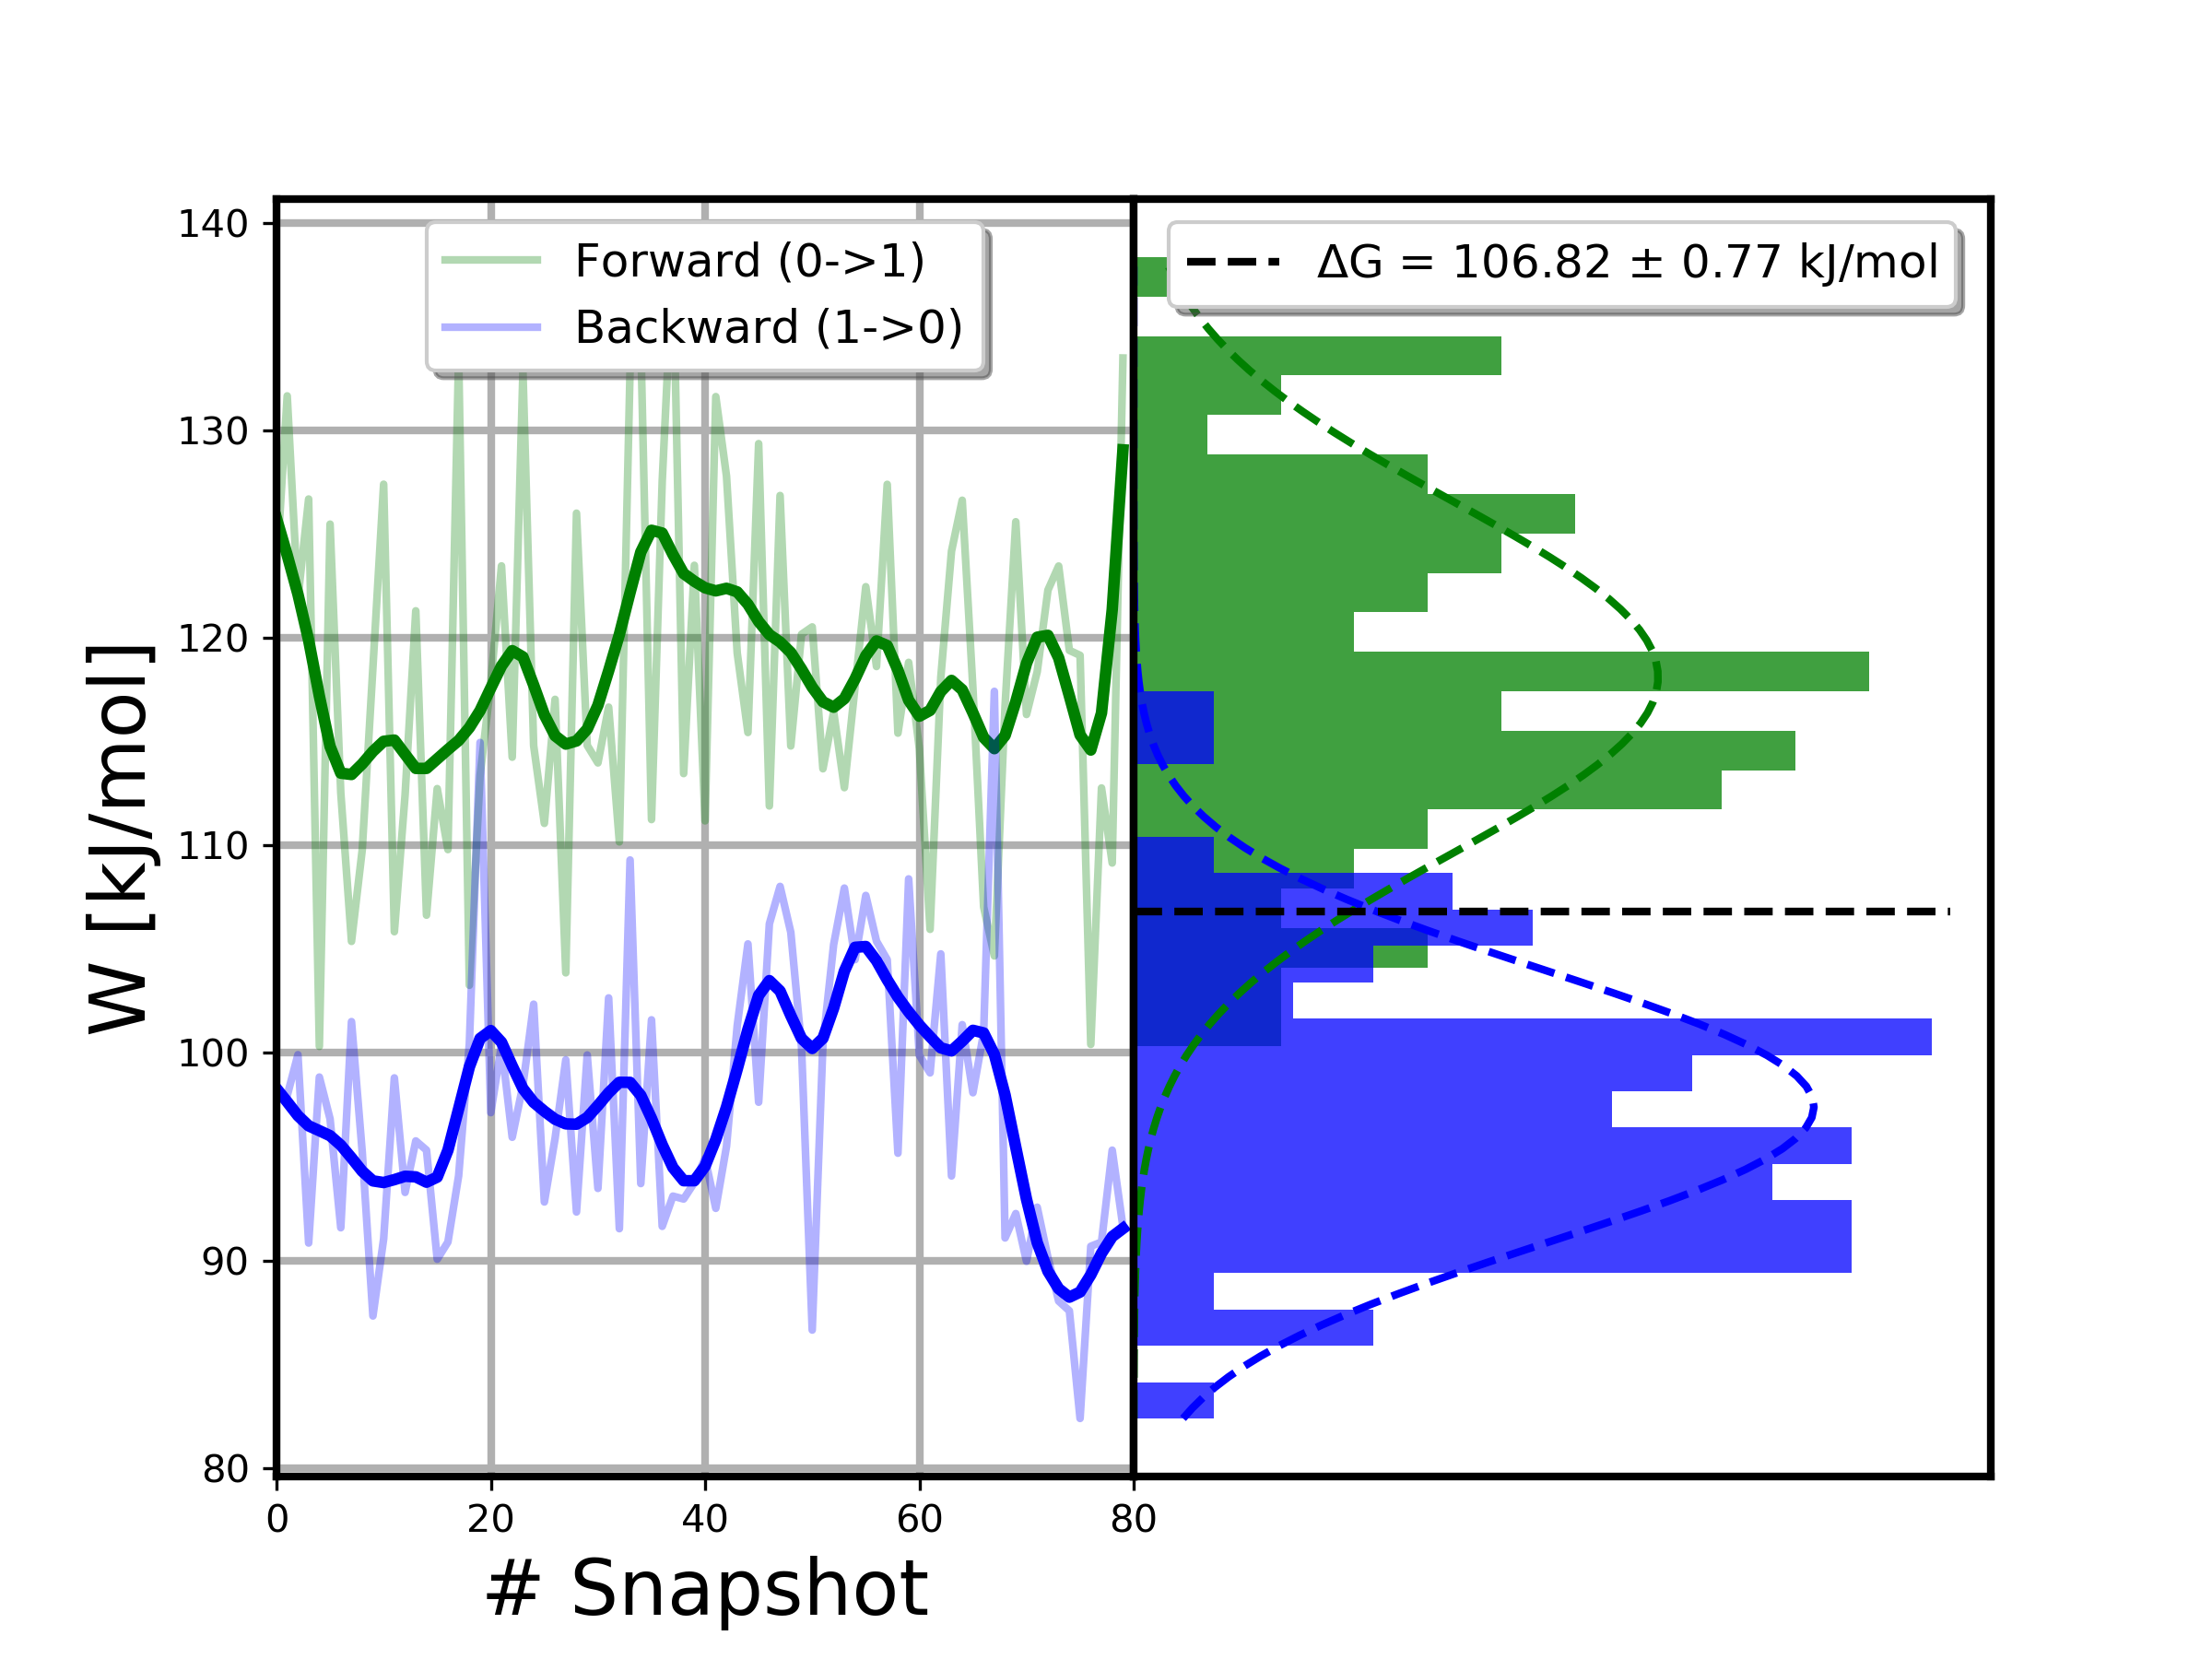 Forward (0->1)
Backward (1->0)
ΔG = 106.82 ± 0.77 kJ/mol
W [kJ/mol]
140
130
120
110
100
90
80
0 20 40 60 80
# Snapshot